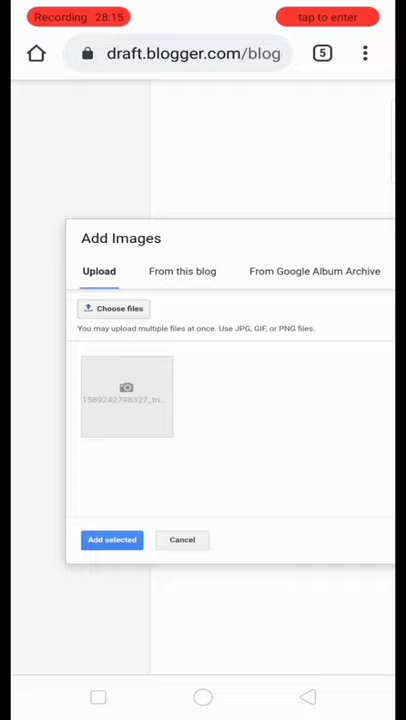 Recording 28:15
tap to enter
draft.blogger.com/blog
5
Add Images
Upload
From this blog
From Google Album Archive
Choose files
You may upload multiple files at once. Use JPG, GIF, or PNG files.
1589242798327_tri...
Add selected
Cancel